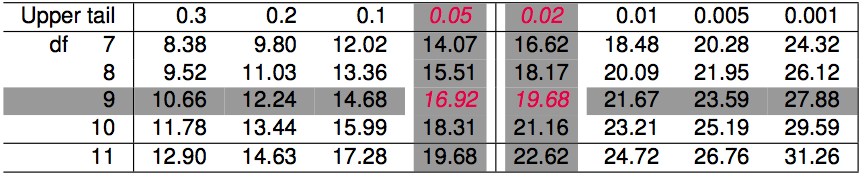 Upper tail 0.3 0.2 0.1 0.05 0.02 0.01 0.005 0.001
df 7 8.38 9.80 12.02 14.07 16.62 18.48 20.28 24.32
8 9.52 11.03 13.36 15.51 18.17 20.09 21.95 26.12
9 10.66 12.24 14.68 16.92 19.68 21.67 23.59 27.88
10 11.78 13.44 15.99 18.31 21.16 23.21 25.19 29.59
11 12.90 14.63 17.28 19.68 22.62 24.72 26.76 31.26